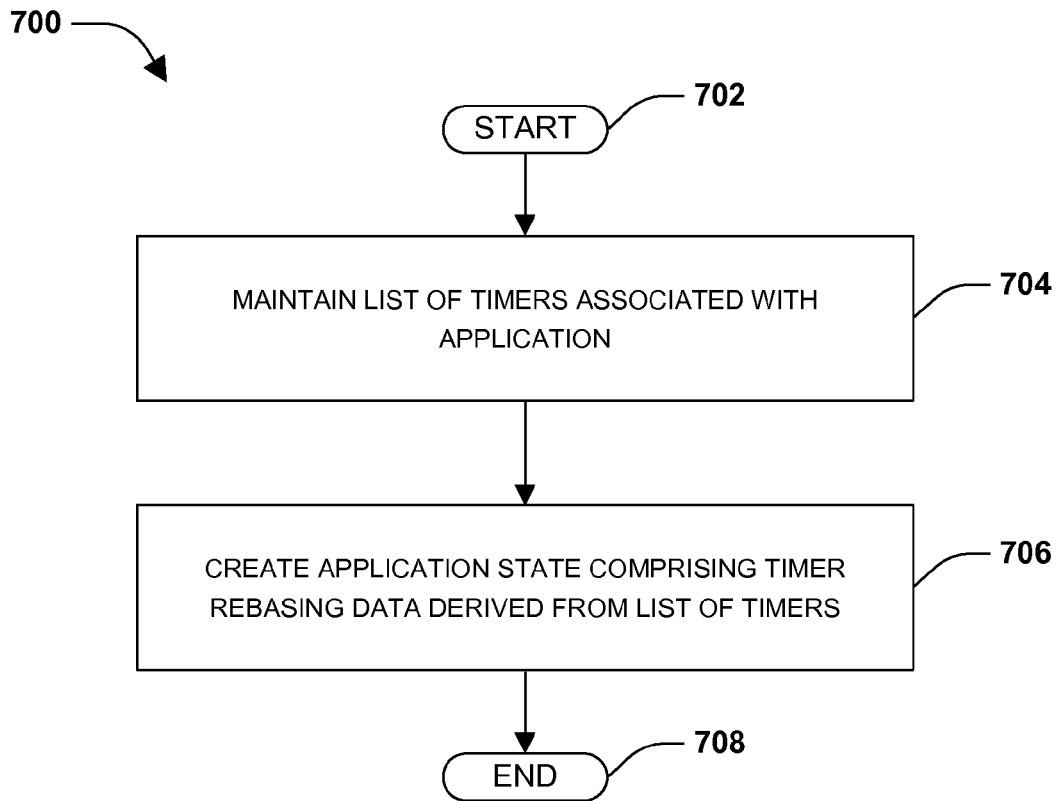 700
702
START
MAINTAIN LIST OF TIMERS ASSOCIATED WITH
APPLICATION
704
CREATE APPLICATION STATE COMPRISING TIMER
REBASING DATA DERIVED FROM LIST OF TIMERS
706
END
708